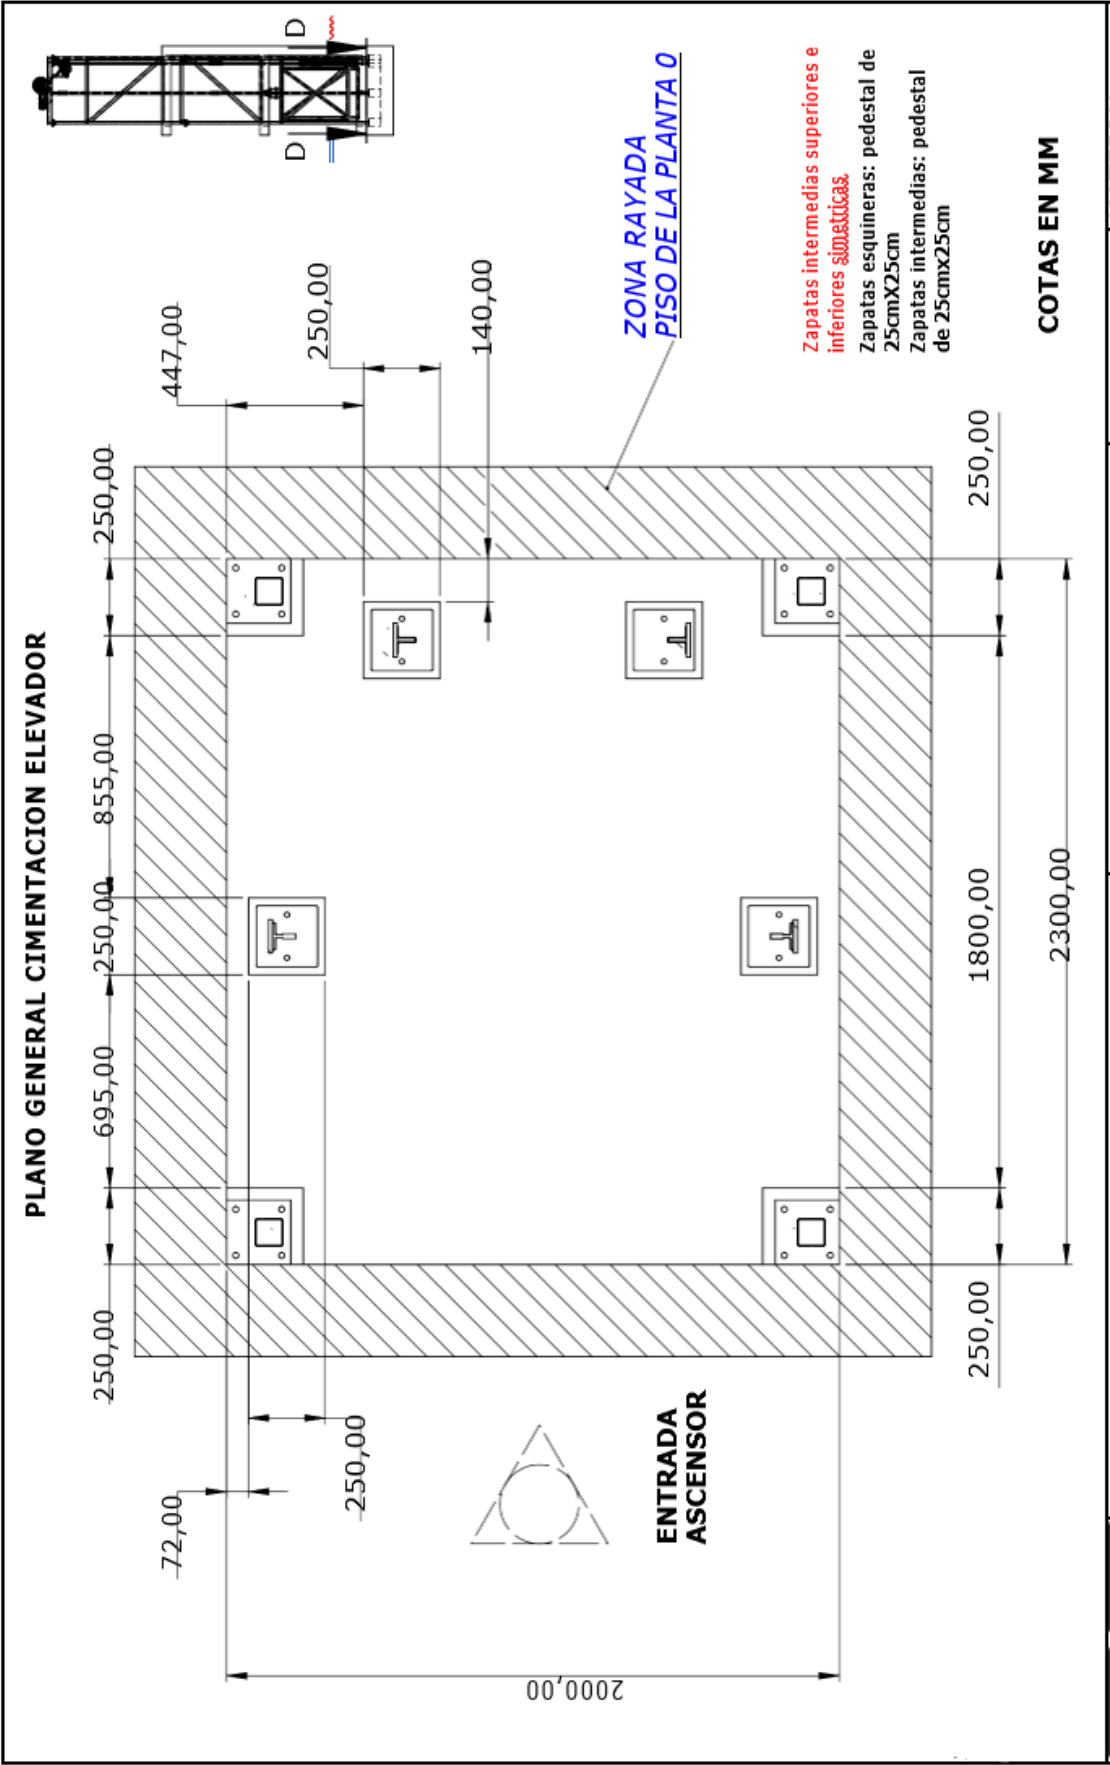 PLANO GENERAL CIMENTACION ELEVADOR
250,00
695,00
250,00
855,00
250,00
72,00
250,00
447,00
250,00
140,00
D
D
ZONA RAYADA
PISO DE LA PLANTA 0
Zapatas intermedias superiores e
inferiores simetricas.
Zapatas esquineras: pedestal de
25cmX25cm
Zapatas intermedias: pedestal
de 25cmx25cm
ENTRADA
ASCENSOR
2000,00
250,00
1800,00
250,00
2300,00
COTAS EN MM